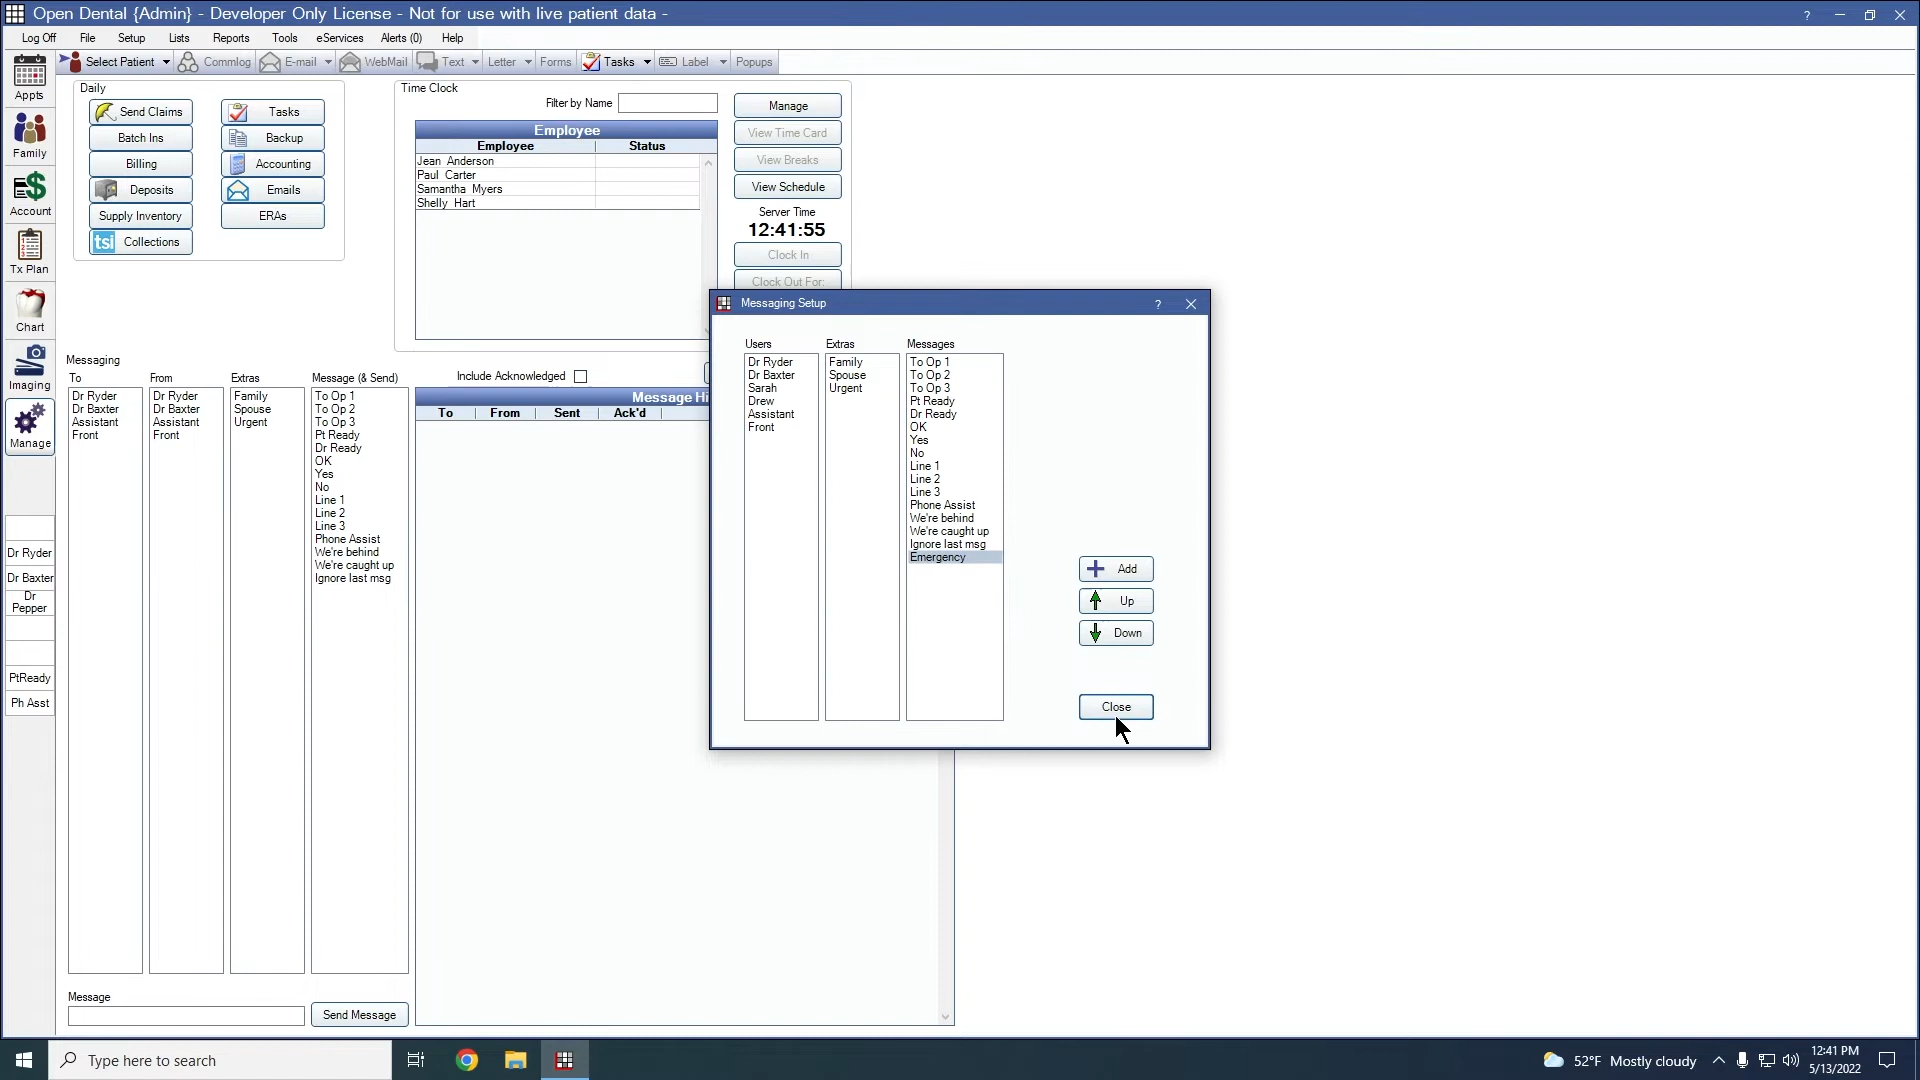 Open Dental {Admin} - Developer Only License - Not for use with live patient data -
?
Log Off File Setup Lists Reports Tools eServices Alerts (0) Help
Select Patient Commlog E-mail WebMail Text Letter Forms Tasks Label Popups
Appts
Family
Account
Tx Plan
Chart
Imaging
Manage
Dr Ryder
Dr Baxter
Dr
Pepper
PtReady
Ph Asst
Daily
Send Claims
Batch Ins
Billing
Deposits
Supply Inventory
tsi Collections
Tasks
Backup
Accounting
Emails
ERAs
Time Clock
Filter by Name
Employee
Employee Status
Jean Anderson
Paul Carter
Samantha Myers
Shelly Hart
Manage
View Time Card
View Breaks
View Schedule
Server Time
12:41:55
Clock In
Clock Out For:
Messaging
To
Dr Ryder
Dr Baxter
Assistant
Front
From
Dr Ryder
Dr Baxter
Assistant
Front
Extras
Family
Spouse
Urgent
Message (& Send)
To Op 1
To Op 2
To Op 3
Pt Ready
Dr Ready
OK
Yes
No
Line 1
Line 2
Line 3
Phone Assist
We're behind
We're caught up
Ignore last msg
Include Acknowledged
Message Hi
To From Sent Ack'd
Message
Send Message
Messaging Setup
?
Users
Dr Ryder
Dr Baxter
Sarah
Drew
Assistant
Front
Extras
Family
Spouse
Urgent
Messages
To Op 1
To Op 2
To Op 3
Pt Ready
Dr Ready
OK
Yes
No
Line 1
Line 2
Line 3
Phone Assist
We're behind
We're caught up
Ignore last msg
Emergency
Add
Up
Down
Close
Type here to search
52°F Mostly cloudy
12:41 PM
5/13/2022